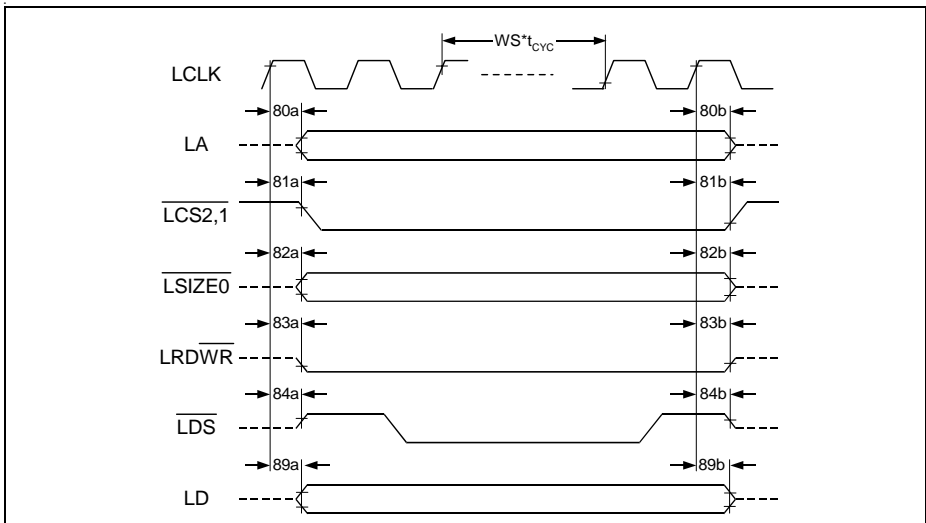 WS*tCYC
LCLK
80a 80b
LA
81a 81b
LCS2,1
82a 82b
LSIZE0
83a 83b
LRDWR
84a 84b
LDS
89a 89b
LD